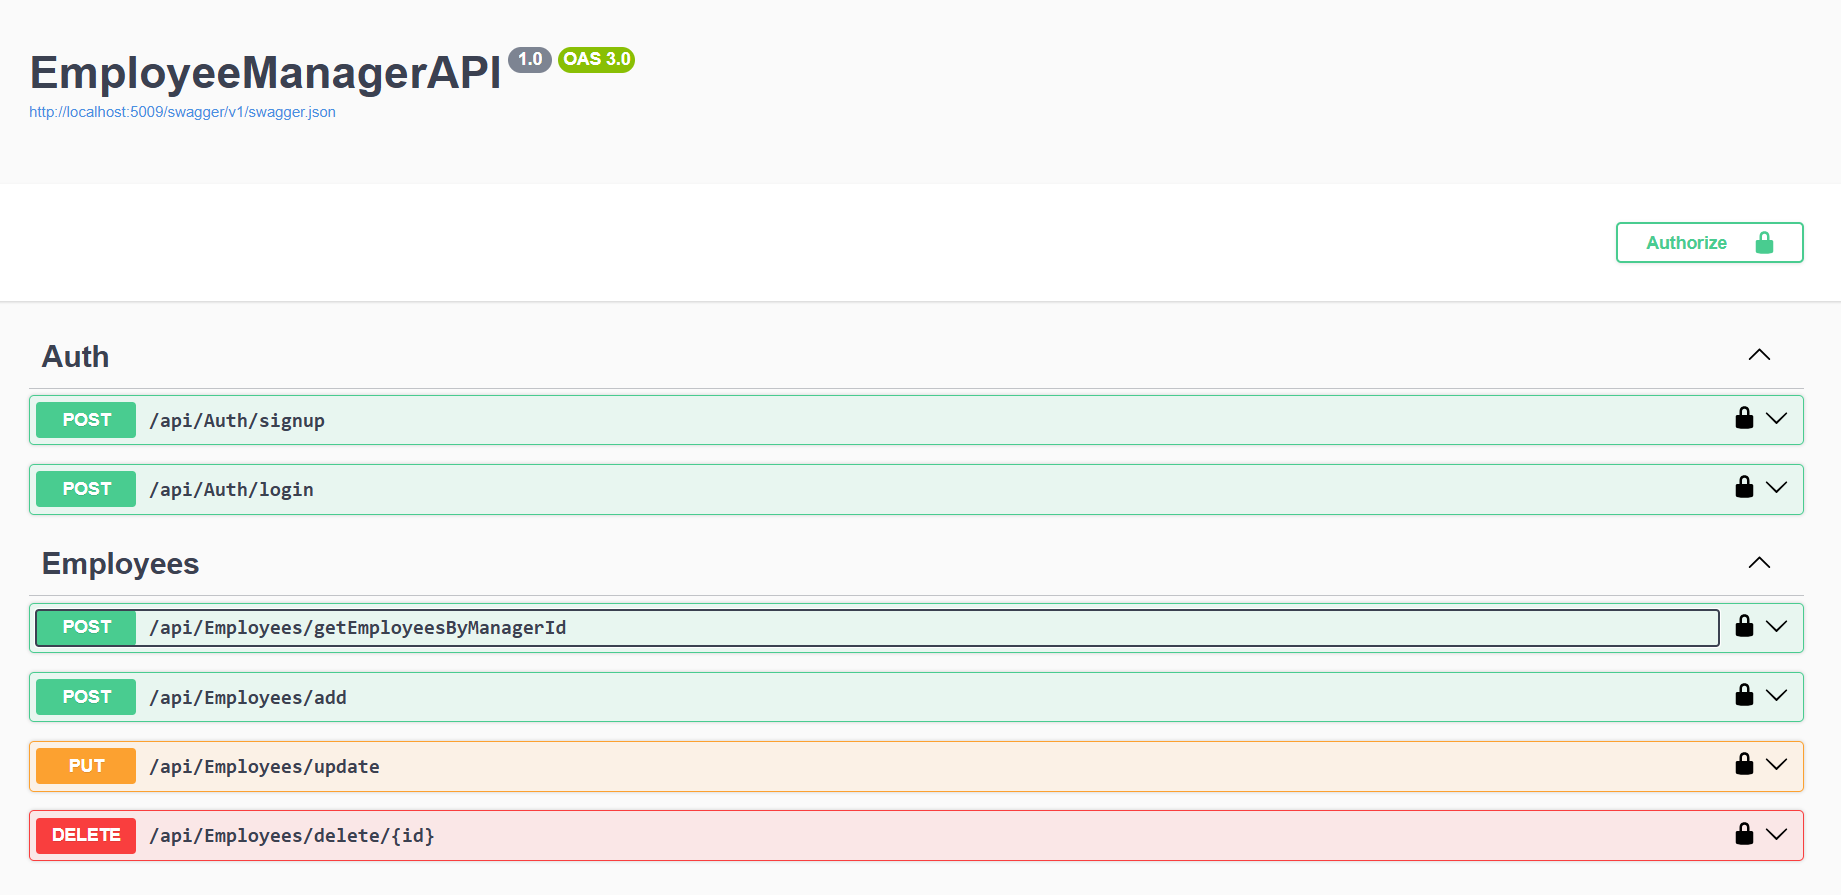 EmployeeManagerAPI 1.0 OAS 3.0
http://localhost:5009/swagger/v1/swagger.json
Authorize
Auth
POST /api/Auth/signup
POST /api/Auth/login
Employees
POST /api/Employees/getEmployeesByManagerId
POST /api/Employees/add
PUT /api/Employees/update
DELETE /api/Employees/delete/{id}